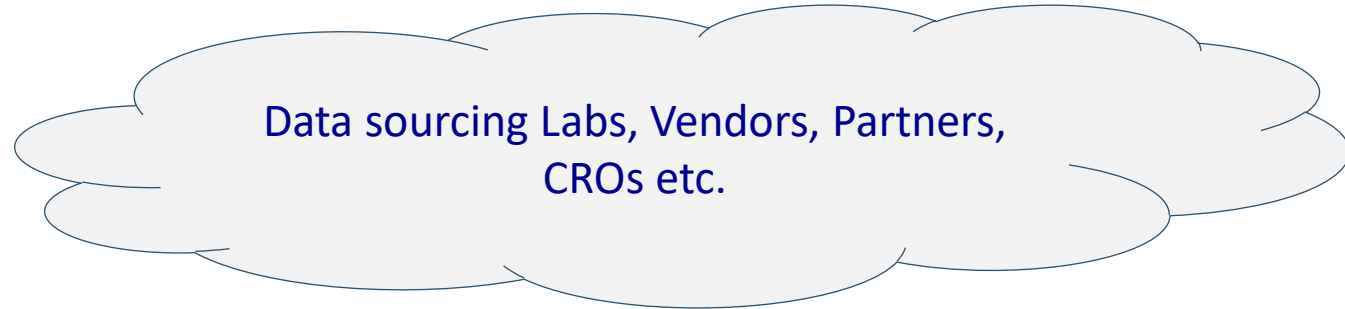 Data sourcing Labs, Vendors, Partners,
CROs etc.